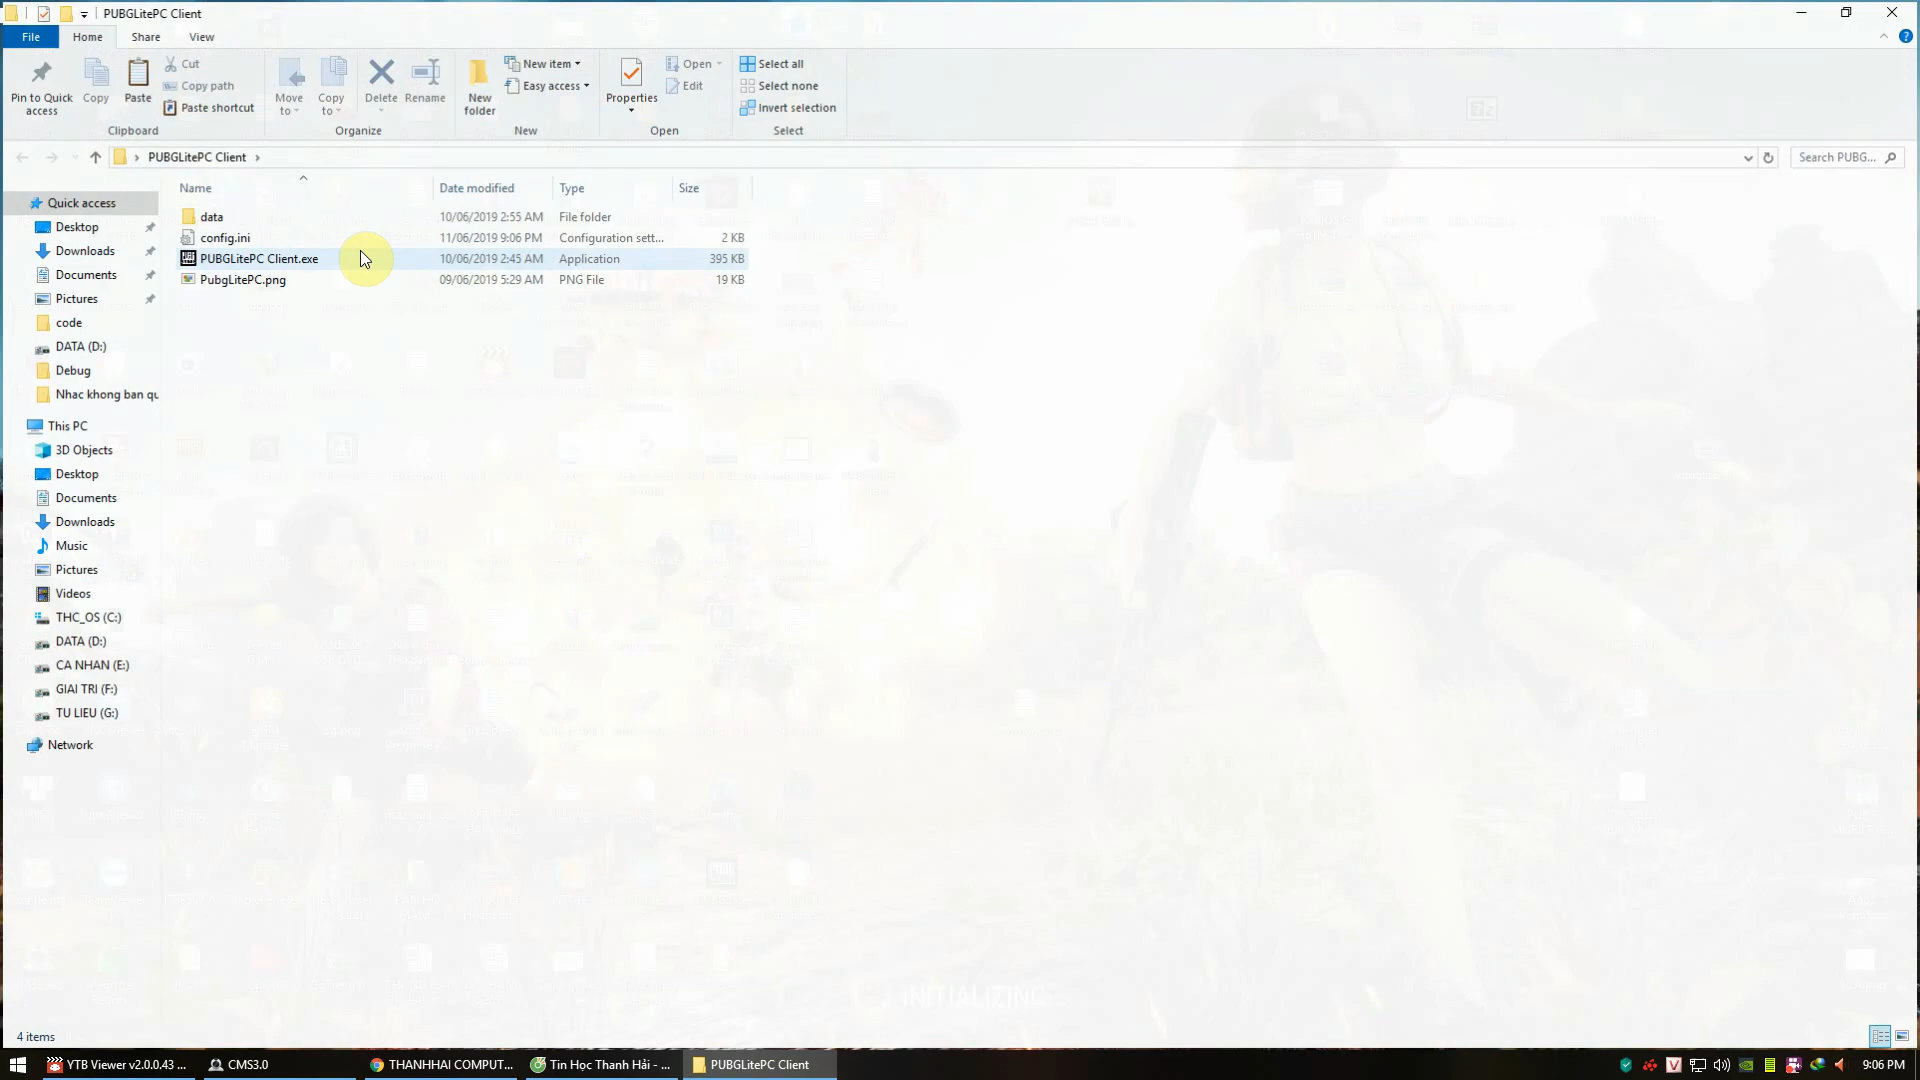 PUBGLitePC Client
File
Home
Share
View
Pin to Quick access
Copy
Paste
Cut
Copy path
Paste shortcut
Clipboard
Move to
Copy to
Delete
Rename
Organize
New folder
New item
Easy access
New
Properties
Open
Edit
Open
Select all
Select none
Invert selection
Select
PUBGLitePC Client
Search PUBG...
Name
Date modified
Type
Size
data
10/06/2019 2:55 AM
File folder
config.ini
11/06/2019 9:06 PM
Configuration sett...
2 KB
PUBGLitePC Client.exe
10/06/2019 2:45 AM
Application
395 KB
PubgLitePC.png
09/06/2019 5:29 AM
PNG File
19 KB
Quick access
Desktop
Downloads
Documents
Pictures
code
DATA (D:)
Debug
Nhac khong ban qu
This PC
3D Objects
Desktop
Documents
Downloads
Music
Pictures
Videos
THC_OS (C:)
DATA (D:)
CA NHAN (E:)
GIAI TRI (F:)
TU LIEU (G:)
Network
INITIALIZING
4 items
YTB Viewer v2.0.0.43 ...
CMS3.0
THANHHAI COMPUT...
Tin Học Thanh Hải - ...
PUBGLitePC Client
9:06 PM